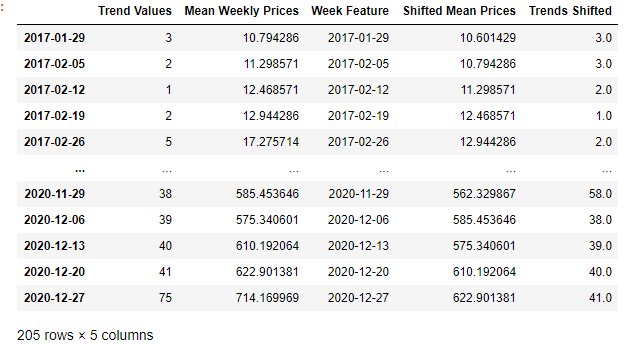 :
Trend Values Mean Weekly Prices Week Feature Shifted Mean Prices Trends Shifted
2017-01-29 3 10.794286 2017-01-29 10.601429 3.0
2017-02-05 2 11.298571 2017-02-05 10.794286 3.0
2017-02-12 1 12.468571 2017-02-12 11.298571 2.0
2017-02-19 2 12.944286 2017-02-19 12.468571 1.0
2017-02-26 5 17.275714 2017-02-26 12.944286 2.0
... ... ... ... ... ...
2020-11-29 38 585.453646 2020-11-29 562.329867 58.0
2020-12-06 39 575.340601 2020-12-06 585.453646 38.0
2020-12-13 40 610.192064 2020-12-13 575.340601 39.0
2020-12-20 41 622.901381 2020-12-20 610.192064 40.0
2020-12-27 75 714.169969 2020-12-27 622.901381 41.0
205 rows × 5 columns